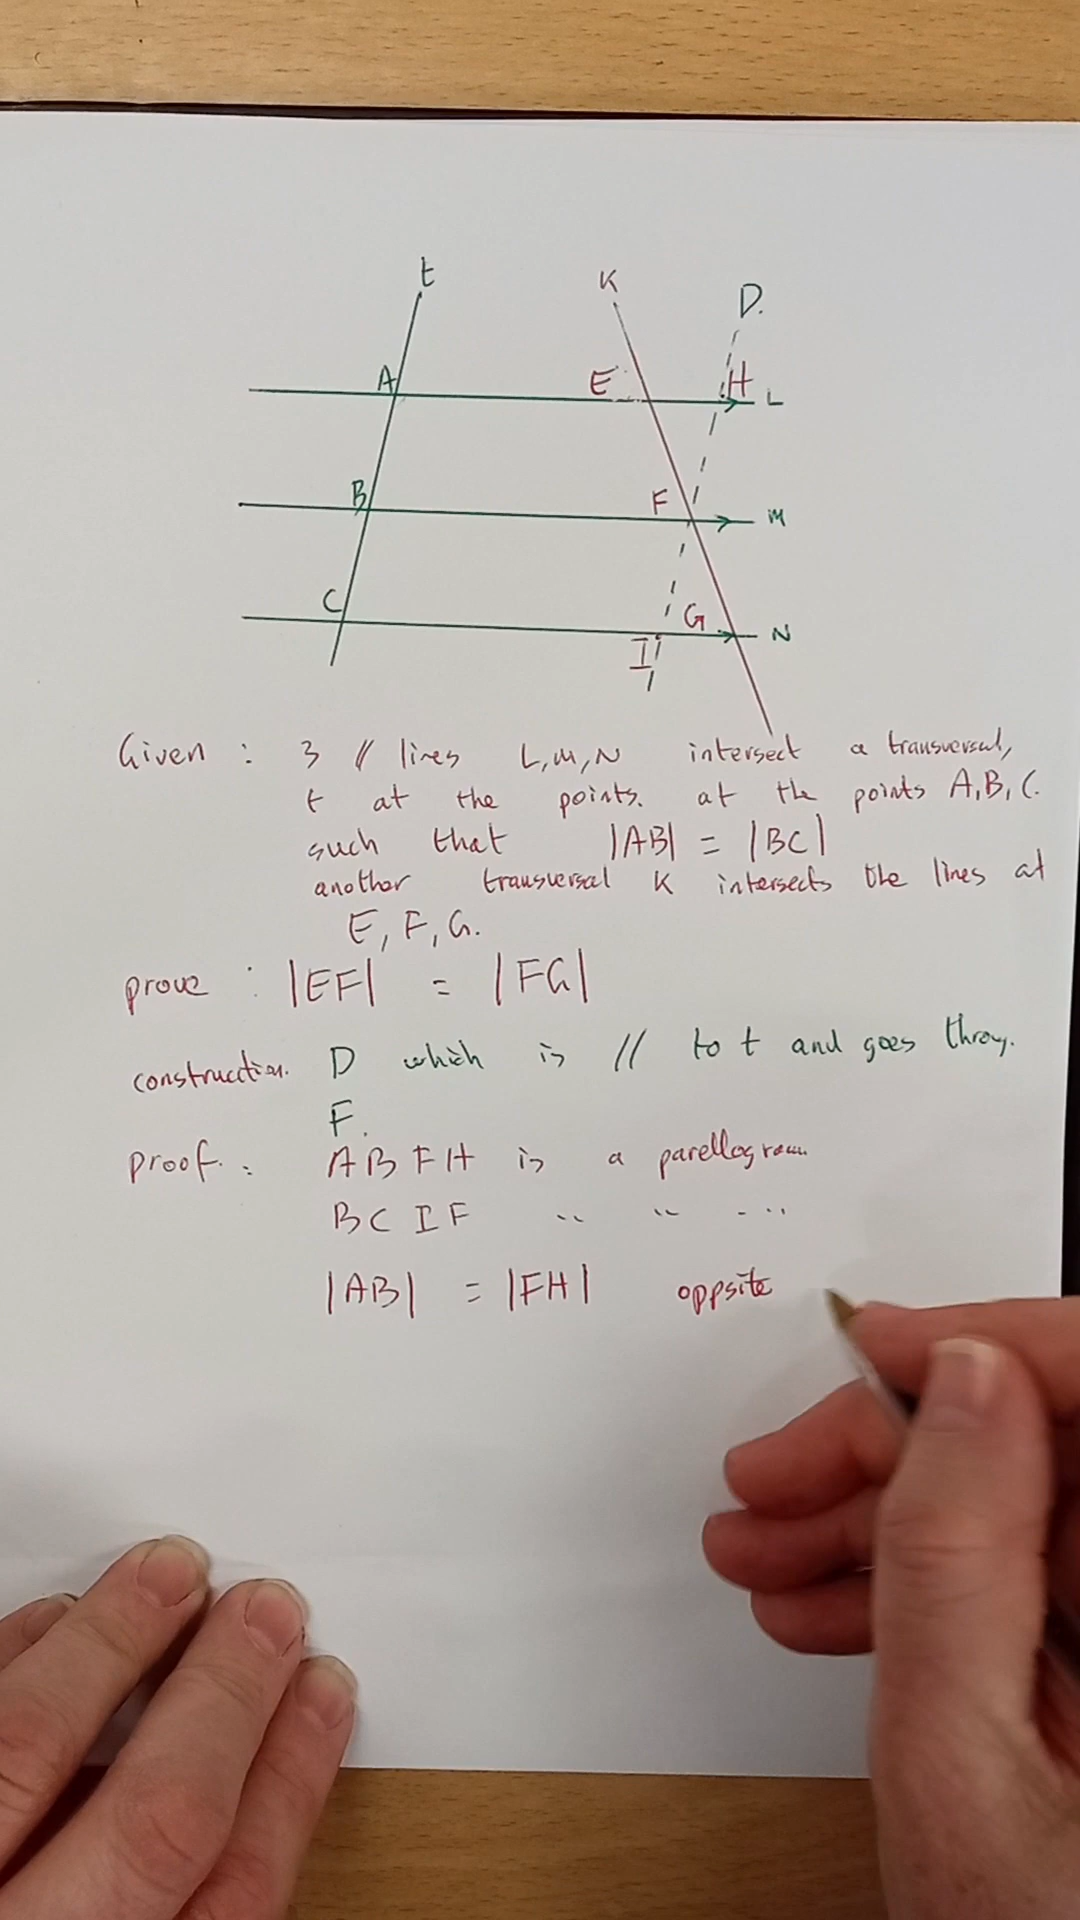 t
K
D.
A
E
H
L
B
F
M
C
G
I
N
Given : 3 // lines L, M, N intersect a transversal,
t at the points. at the points A, B, C.
such that |AB| = |BC|
another transversal K intersects the lines at
E, F, G.
prove : |EF| = |FG|
construction. D which is // to t and goes throy.
F.
proof. : ABFH is a parellogram
BCIF " " "
|AB| = |FH| oppsite